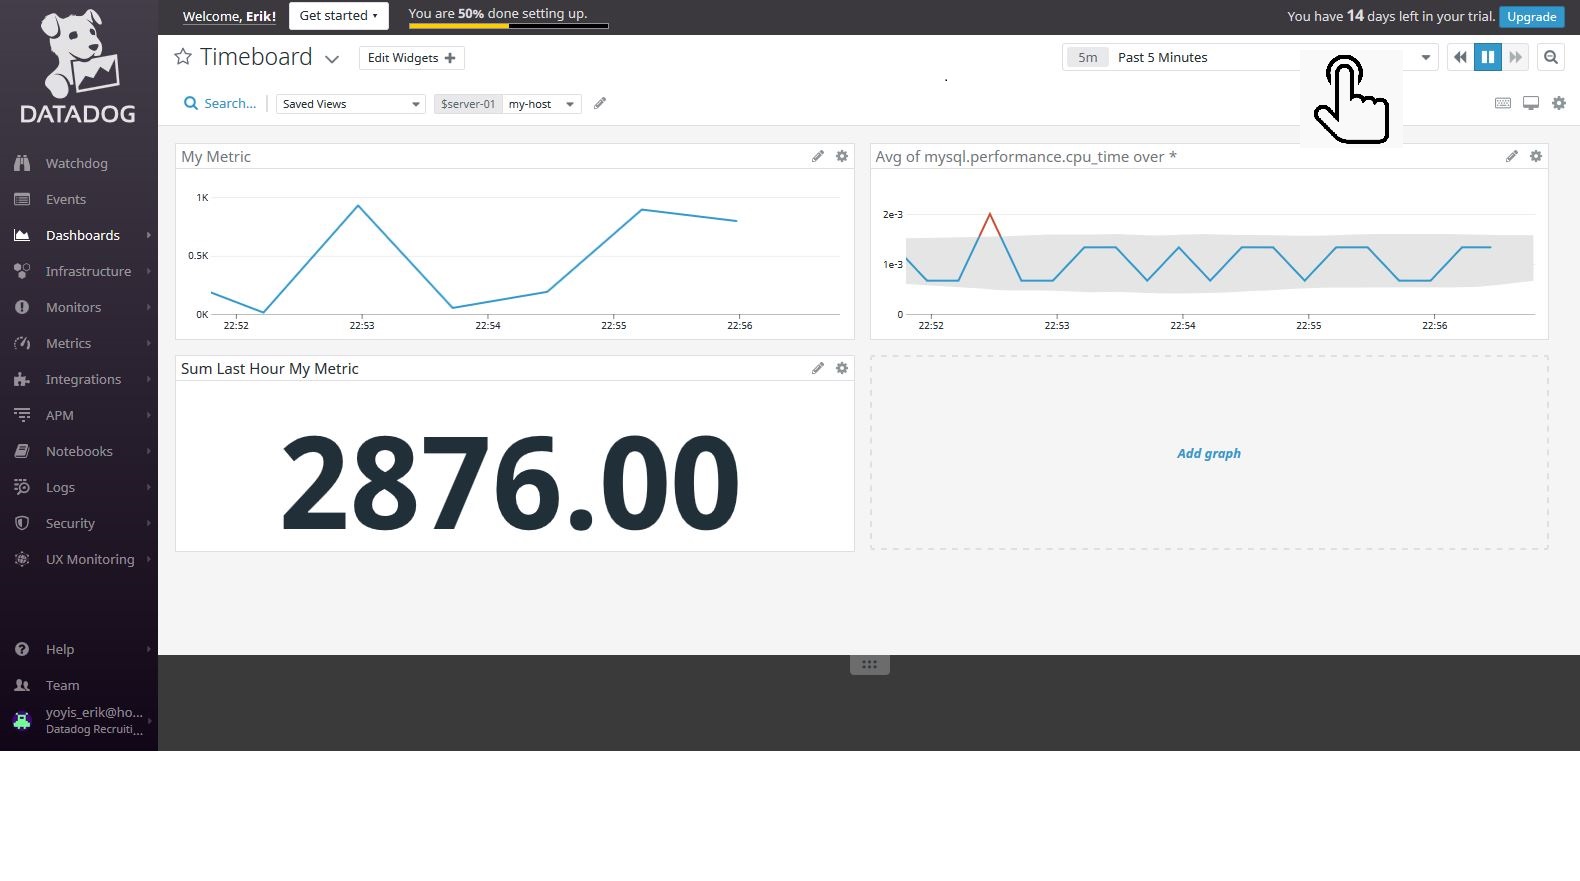 Welcome, Erik!
Get started
You are 50% done setting up.
You have 14 days left in your trial.
Upgrade
DATADOG
Timeboard
Edit Widgets +
5m Past 5 Minutes
Search...
Saved Views
$server-01 my-host
Watchdog
Events
Dashboards
Infrastructure
Monitors
Metrics
Integrations
APM
Notebooks
Logs
Security
UX Monitoring
Help
Team
yoyis_erik@ho...
Datadog Recruiti...
My Metric
1K
0.5K
0K
22:52 22:53 22:54 22:55 22:56
Avg of mysql.performance.cpu_time over *
2e-3
1e-3
0
22:52 22:53 22:54 22:55 22:56
Sum Last Hour My Metric
2876.00
Add graph